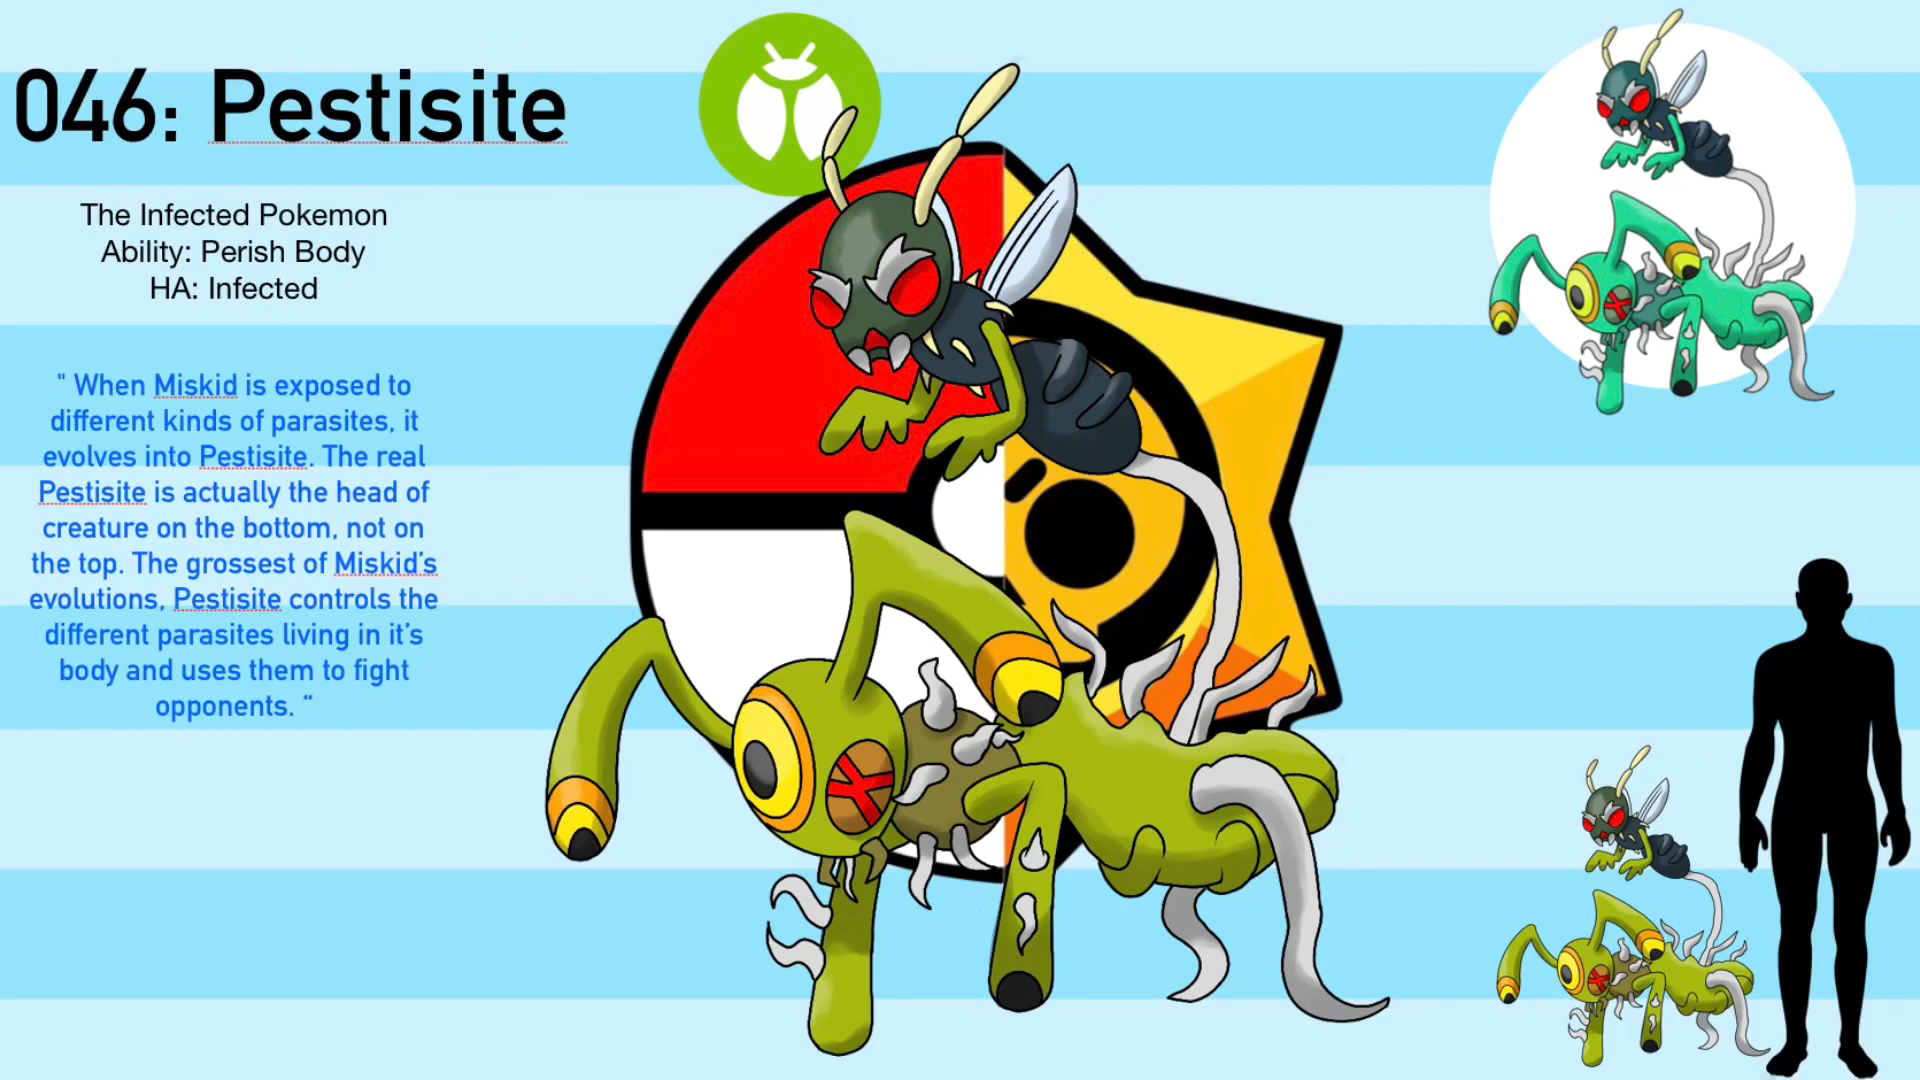 046: Pestisite
The Infected Pokemon
Ability: Perish Body
HA: Infected
" When Miskid is exposed to
different kinds of parasites, it
evolves into Pestisite. The real
Pestisite is actually the head of
creature on the bottom, not on
the top. The grossest of Miskid’s
evolutions, Pestisite controls the
different parasites living in it’s
body and uses them to fight
opponents. “